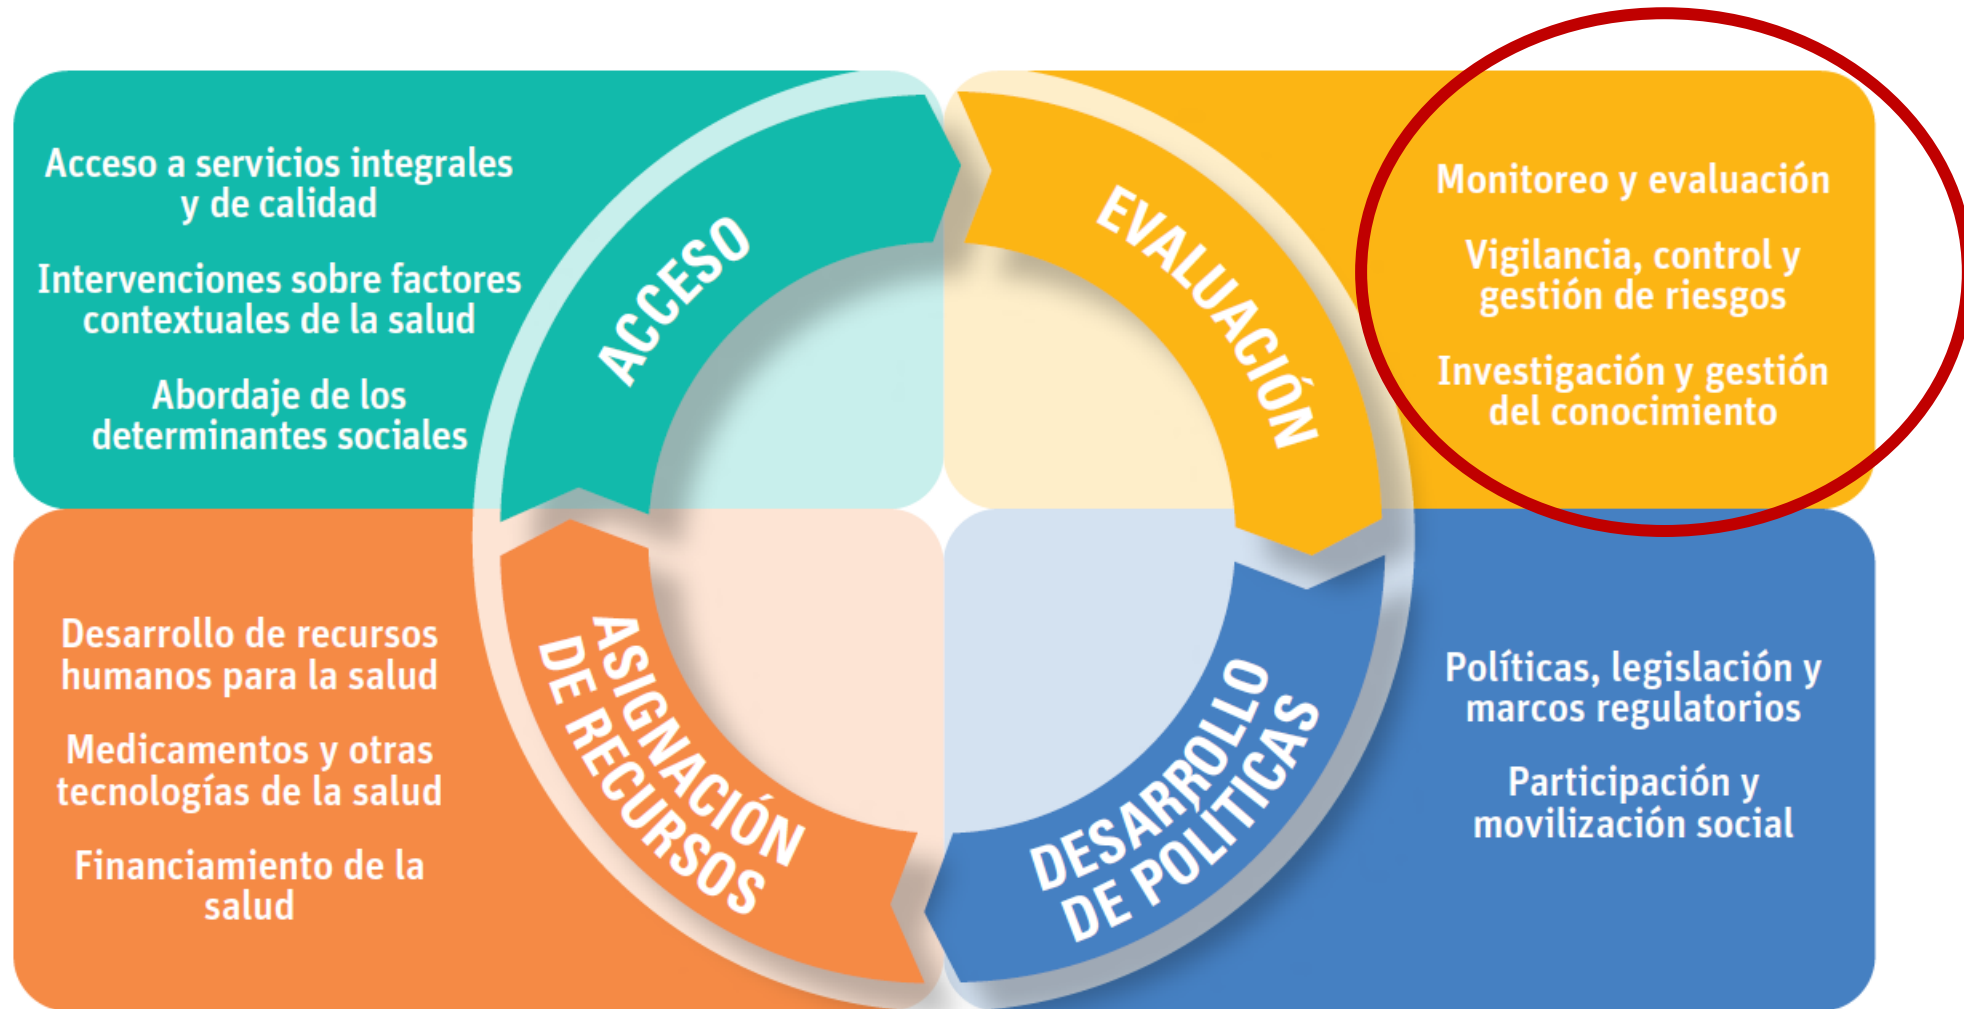 Acceso a servicios integrales
y de calidad
Intervenciones sobre factores
contextuales de la salud
Abordaje de los
determinantes sociales
ACCESO
EVALUACIÓN
Monitoreo y evaluación
Vigilancia, control y
gestión de riesgos
Investigación y gestión
del conocimiento
Desarrollo de recursos
humanos para la salud
Medicamentos y otras
tecnologías de la salud
Financiamiento de la
salud
ASIGNACIÓN
DE RECURSOS
DESARROLLO
DE POLÍTICAS
Políticas, legislación y
marcos regulatorios
Participación y
movilización social